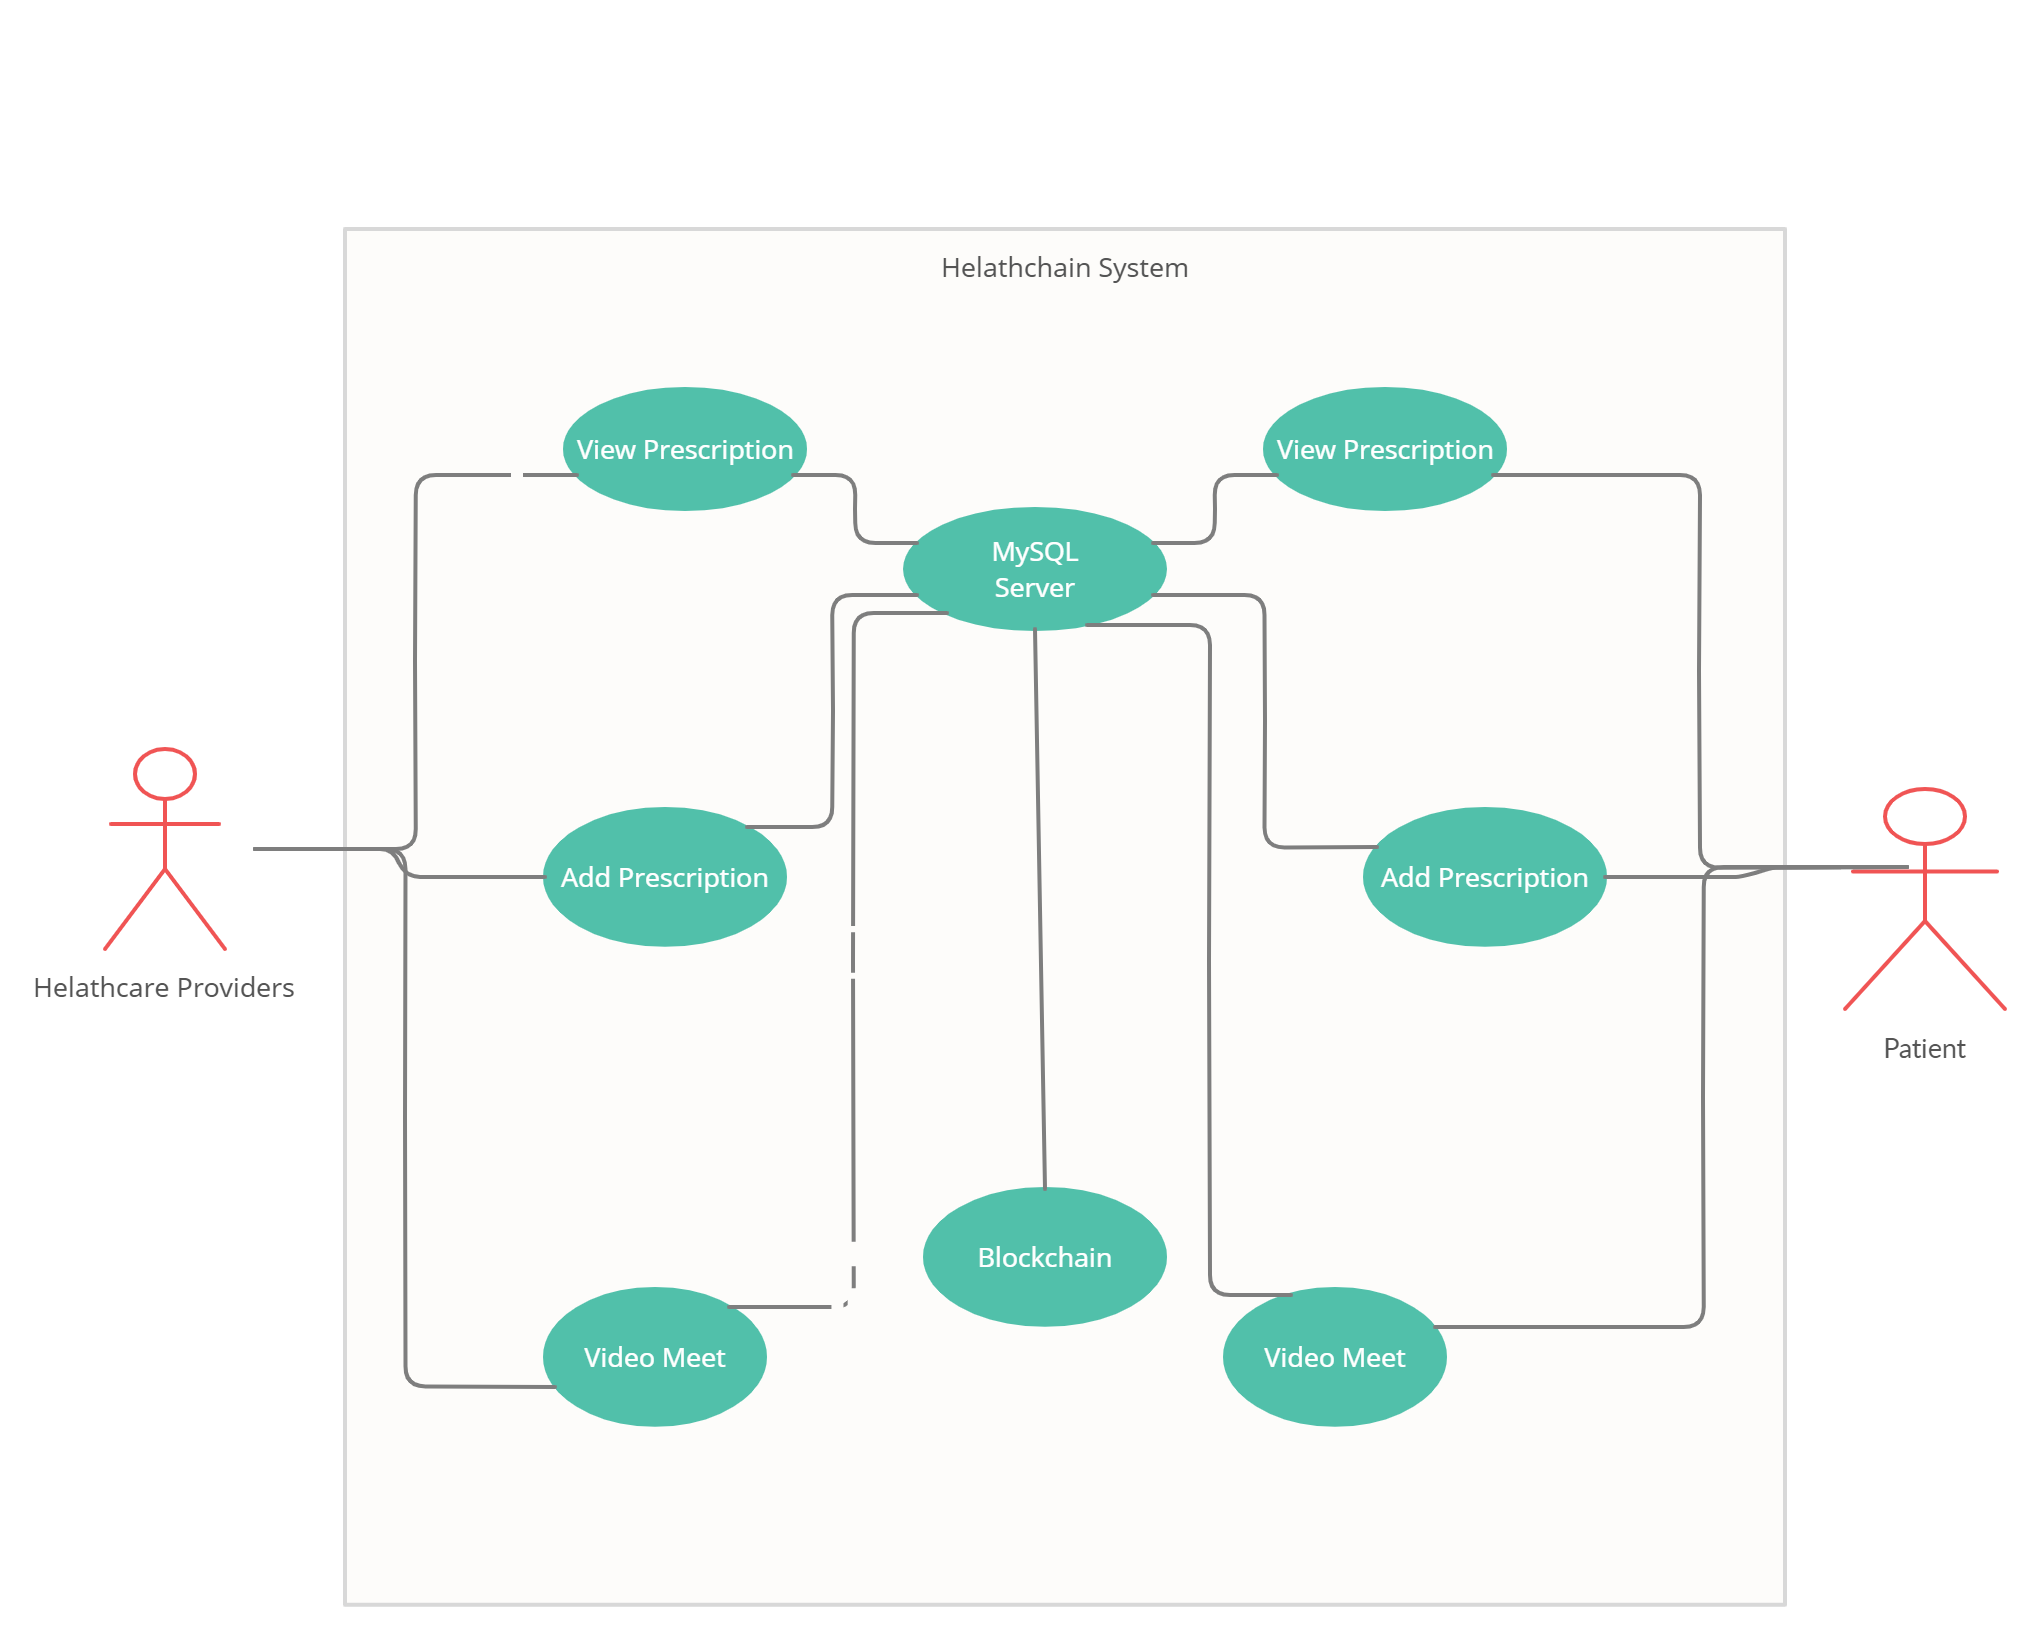 Helathchain System
View Prescription
View Prescription
MySQL
Server
Add Prescription
Add Prescription
Helathcare Providers
Patient
Blockchain
Video Meet
Video Meet